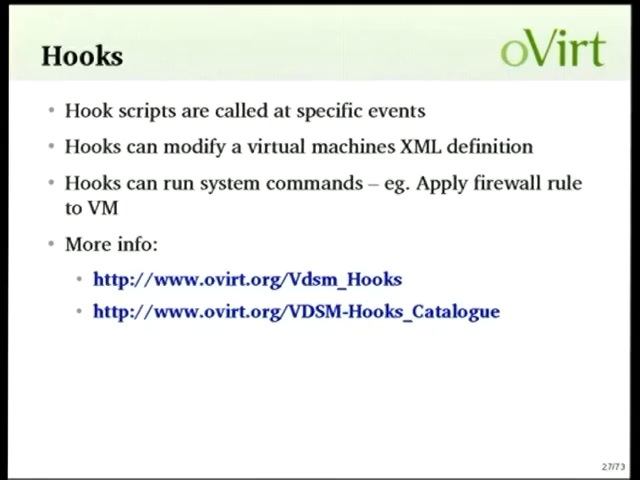 Hooks
oVirt
• Hook scripts are called at specific events
• Hooks can modify a virtual machines XML definition
• Hooks can run system commands – eg. Apply firewall rule
to VM
• More info:
• http://www.ovirt.org/Vdsm_Hooks
• http://www.ovirt.org/VDSM-Hooks_Catalogue
27/73